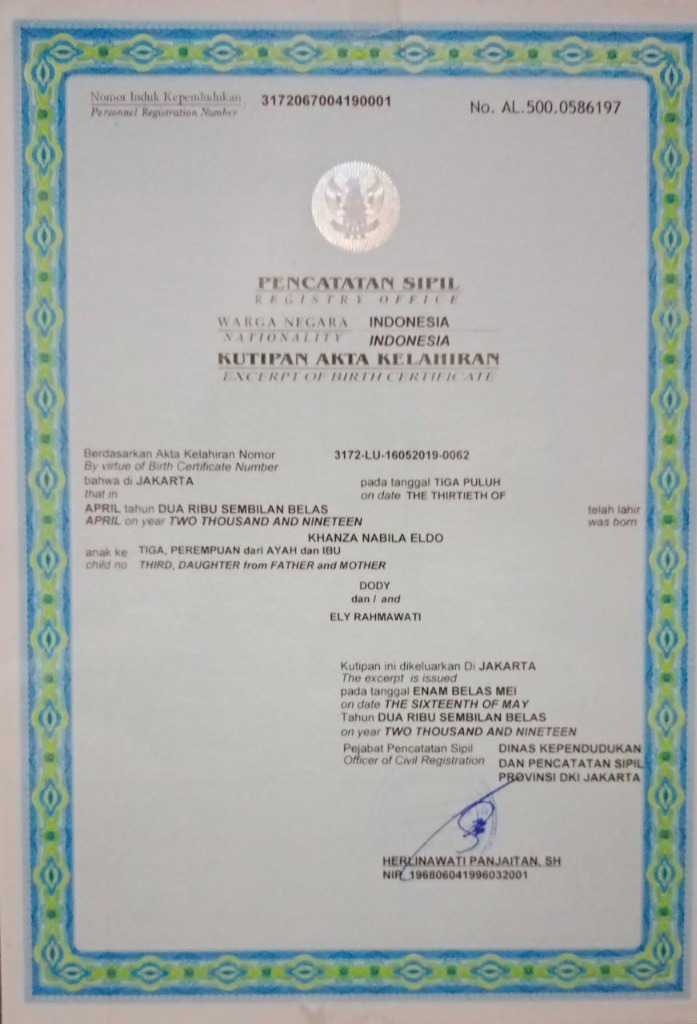 Nomor Induk Kependudukan 3172067004190001
Personnel Registration Number
No. AL.500.0586197
PENCATATAN SIPIL
REGISTRY OFFICE
WARGA NEGARA INDONESIA
NATIONALITY INDONESIA
KUTIPAN AKTA KELAHIRAN
EXCERPT OF BIRTH CERTIFICATE
Berdasarkan Akta Kelahiran Nomor 3172-LU-16052019-0062
By virtue of Birth Certificate Number
bahwa di JAKARTA pada tanggal TIGA PULUH
that in on date THE THIRTIETH OF
APRIL tahun DUA RIBU SEMBILAN BELAS telah lahir
APRIL on year TWO THOUSAND AND NINETEEN was born
KHANZA NABILA ELDO
anak ke TIGA, PEREMPUAN dari AYAH dan IBU
child no THIRD, DAUGHTER from FATHER and MOTHER
DODY
dan / and
ELY RAHMAWATI
Kutipan ini dikeluarkan Di JAKARTA
The excerpt is issued
pada tanggal ENAM BELAS MEI
on date THE SIXTEENTH OF MAY
Tahun DUA RIBU SEMBILAN BELAS
on year TWO THOUSAND AND NINETEEN
Pejabat Pencatatan Sipil DINAS KEPENDUDUKAN
Officer of Civil Registration DAN PENCATATAN SIPIL
PROVINSI DKI JAKARTA
HERLINAWATI PANJAITAN, SH
NIP. 196806041996032001